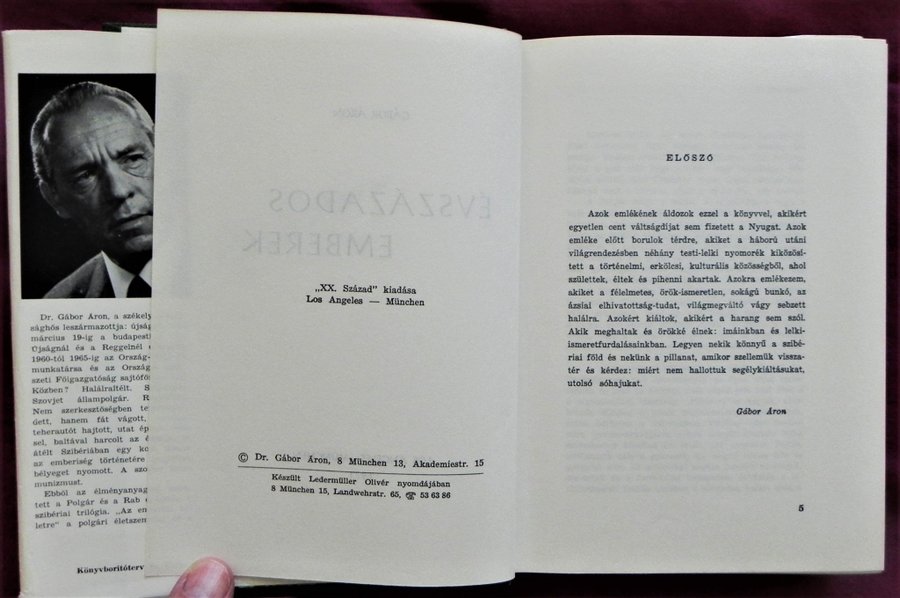 Dr. Gábor Áron, a székely
sághős leszármazottja: újság
március 19-ig a budapesti
Újságnál és a Reggelnél
1960-tól 1965-ig az Ország-
munkatársa és az Ország
szeti Főigazgatóság sajtófő
Közben? Halálraítélt. S
Szovjet állampolgár. R
Nem szerkesztőségben te
dett, hanem fát vágott,
teherautót hajtott, utat ép
sel, baltával harcolt az é
átélt Szibériában egy ko
az emberiség történetére
bélyeget nyomott. A szo
munizmust.
Ebből az élményanyag
tett a Polgár és a Rab
szibériai trilógia. „Az en
letre" a polgári életszem
Könyvborítóterv
GÁBOR ÁRON
ÉVSZÁZADOS
EMBEREK
„XX. Század" kiadása
Los Angeles — München
© Dr. Gábor Áron, 8 München 13, Akademiestr. 15
Készült Ledermüller Olivér nyomdájában
8 München 15, Landwehrstr. 65, ☎ 53 63 86
ELŐSZÓ
Azok emlékének áldozok ezzel a könyvvel, akikért
egyetlen cent váltságdíjat sem fizetett a Nyugat. Azok
emléke előtt borulok térdre, akiket a háború utáni
világrendezésben néhány testi-lelki nyomorék kiközösí-
tett a történelmi, erkölcsi, kulturális közösségből, ahol
születtek, éltek és pihenni akartak. Azokra emlékezem,
akiket a félelmetes, örök-ismeretlen, sokágú bunkó, az
ázsiai elhivatottság-tudat, világmegváltó vágy sebzett
halálra. Azokért kiáltok, akikért a harang sem szól.
Akik meghaltak és örökké élnek: imáinkban és lelki-
ismeretfurdalásainkban. Legyen nekik könnyű a szibé-
riai föld és nekünk a pillanat, amikor szellemük vissza-
tér és kérdez: miért nem hallottuk segélykiáltásukat,
utolsó sóhajukat.
Gábor Áron
5